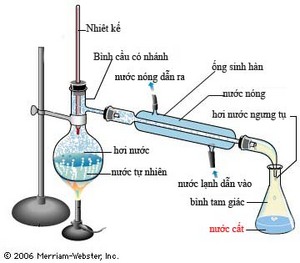 Nhiêt kế
Bình cầu có nhánh
nước nóng dẫn ra
ống sinh hàn
nước nóng
hơi nước ngưng tụ
hơi nước
nước tự nhiên
nước lạnh dẫn vào
bình tam giác
nước cất
© 2006 Merriam-Webster, Inc.